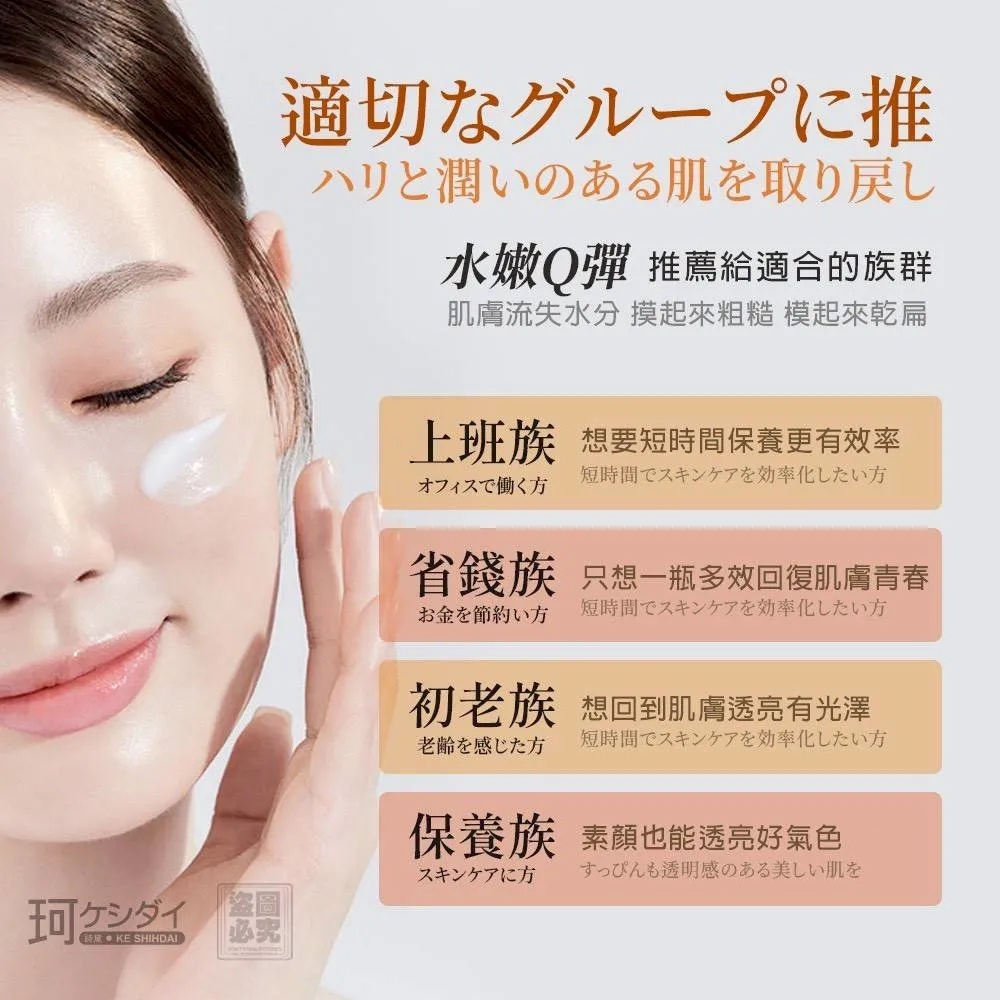 適切なグループに推
ハリと潤いのある肌を取り戻し
水嫩Q彈 推薦給適合的族群
肌膚流失水分 摸起來粗糙 模起來乾扁
上班族 想要短時間保養更有效率
オフィスで働く方 短時間でスキンケアを効率化したい方
省錢族 只想一瓶多效回復肌膚青春
お金を節約い方 短時間でスキンケアを効率化したい方
初老族 想回到肌膚透亮有光澤
老齢を感じた方 短時間でスキンケアを効率化したい方
保養族 素顏也能透亮好氣色
スキンケアに方 すっぴんも透明感のある美しい肌を
珂ケシダイ
詩黛 • KE SHIHDAI
盜圖
必究